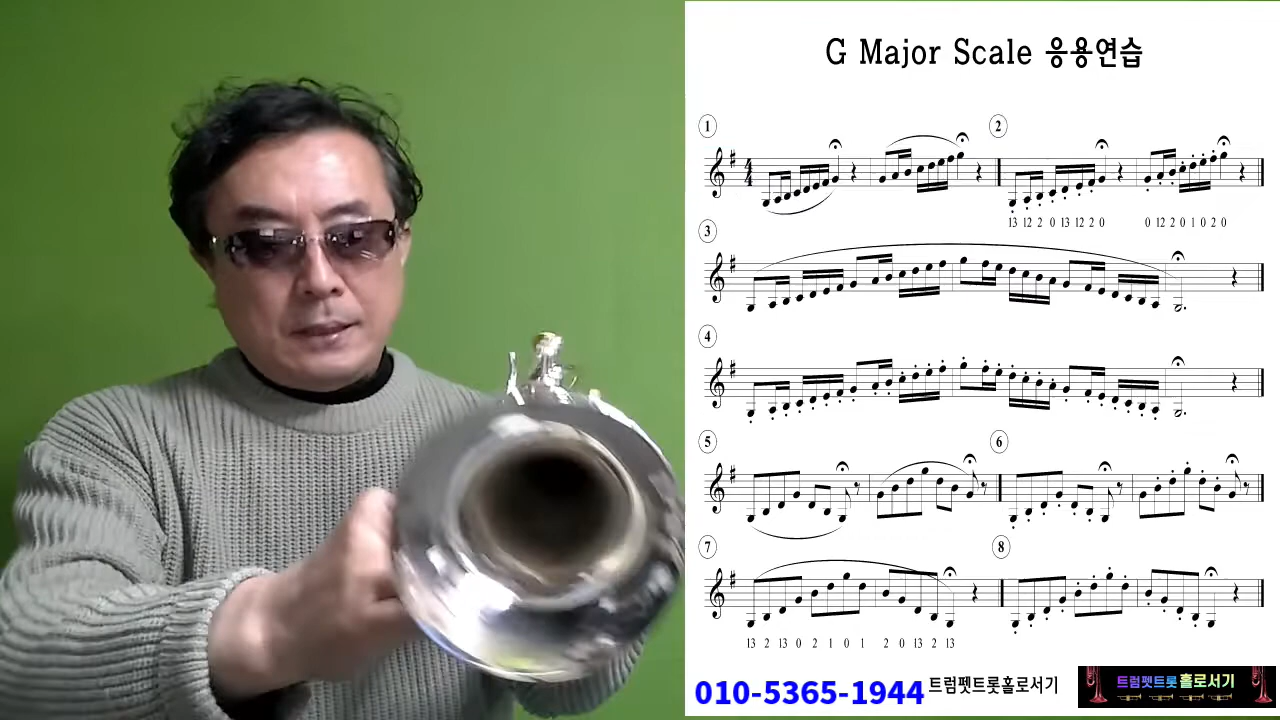 G Major Scale 응용연습
1 2
4
4
13 12 2 0 13 12 2 0 0 12 2 0 1 0 2 0
3
4
5 6
7 8
13 2 13 0 2 1 0 1 2 0 13 2 13
010-5365-1944 트럼펫트롯홀로서기 트럼펫트롯홀로서기